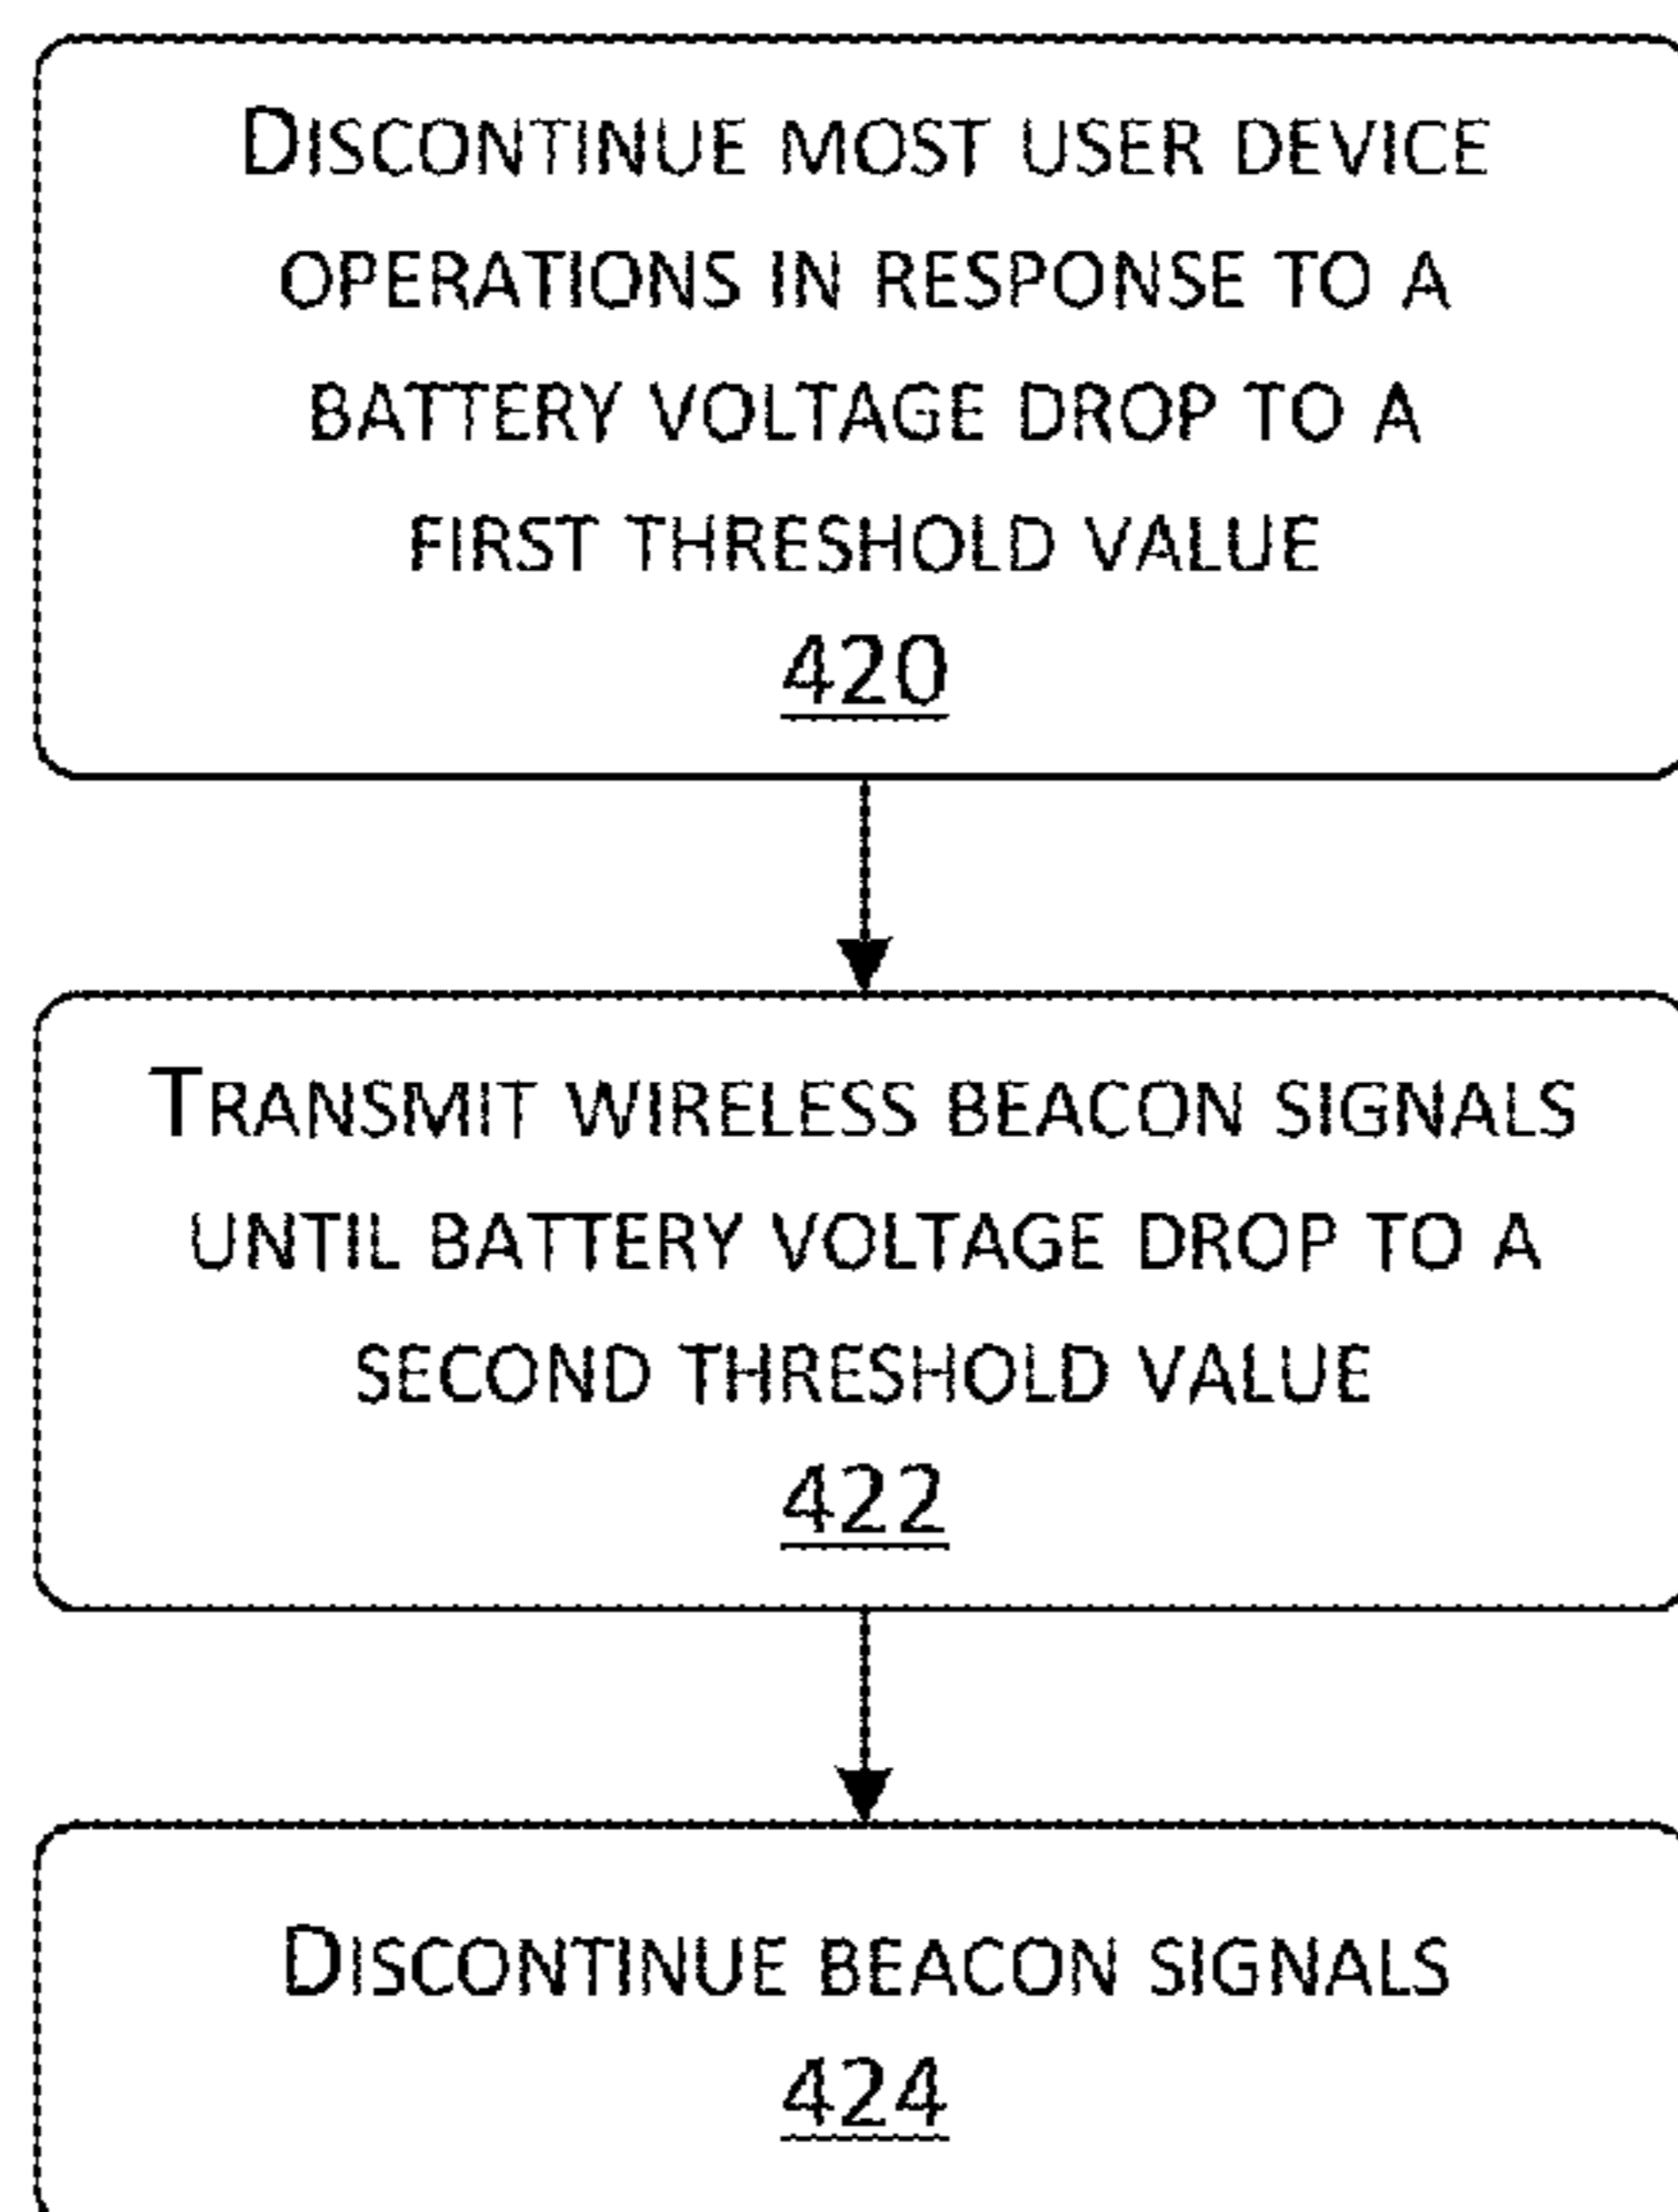 DISCONTINUE MOST USER DEVICE
OPERATIONS IN RESPONSE TO A
BATTERY VOLTAGE DROP TO A
FIRST THRESHOLD VALUE
420
TRANSMIT WIRELESS BEACON SIGNALS
UNTIL BATTERY VOLTAGE DROP TO A
SECOND THRESHOLD VALUE
422
DISCONTINUE BEACON SIGNALS
424